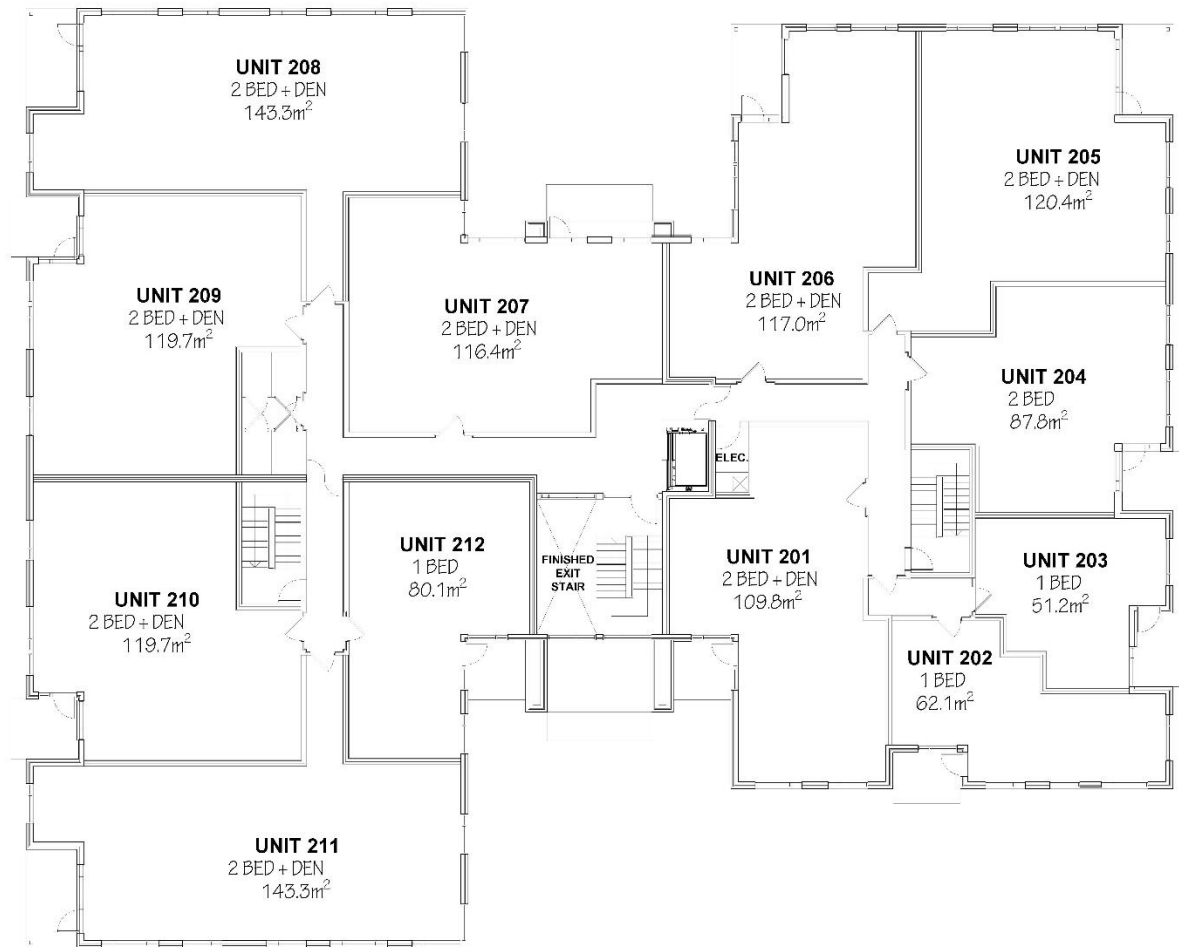 UNIT 208
2 BED + DEN
143.3m²
UNIT 205
2 BED + DEN
120.4m²
UNIT 209
2 BED + DEN
119.7m²
UNIT 207
2 BED + DEN
116.4m²
UNIT 206
2 BED + DEN
117.0m²
UNIT 204
2 BED
87.8m²
ELEC.
UNIT 210
2 BED + DEN
119.7m²
UNIT 212
1 BED
80.1m²
FINISHED
EXIT
STAIR
UNIT 201
2 BED + DEN
109.8m²
UNIT 203
1 BED
51.2m²
UNIT 202
1 BED
62.1m²
UNIT 211
2 BED + DEN
143.3m²